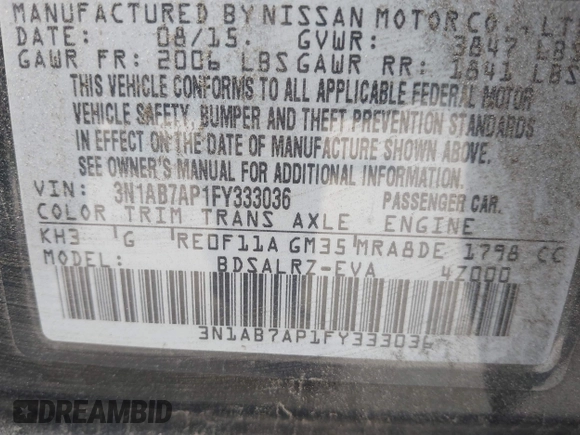 MANUFACTURED BY NISSAN MOTOR CO., LT
DATE: 08/15. GVWR: 3847 LBS
GAWR FR: 2006 LBS GAWR RR: 1841 LBS
THIS VEHICLE CONFORMS TO ALL APPLICABLE FEDERAL MOTOR
VEHICLE SAFETY, BUMPER AND THEFT PREVENTION STANDARDS
IN EFFECT ON THE DATE OF MANUFACTURE SHOWN ABOVE.
SEE OWNER'S MANUAL FOR ADDITIONAL INFORMATION.
VIN: 3N1AB7AP1FY333036 PASSENGER CAR.
COLOR TRIM TRANS AXLE ENGINE
KH3 G RE0F11A GM35 MRA8DE 1798 CC
MODEL: BDSALRZ-EVA 4Z000
3N1AB7AP1FY333036
DREAMBID